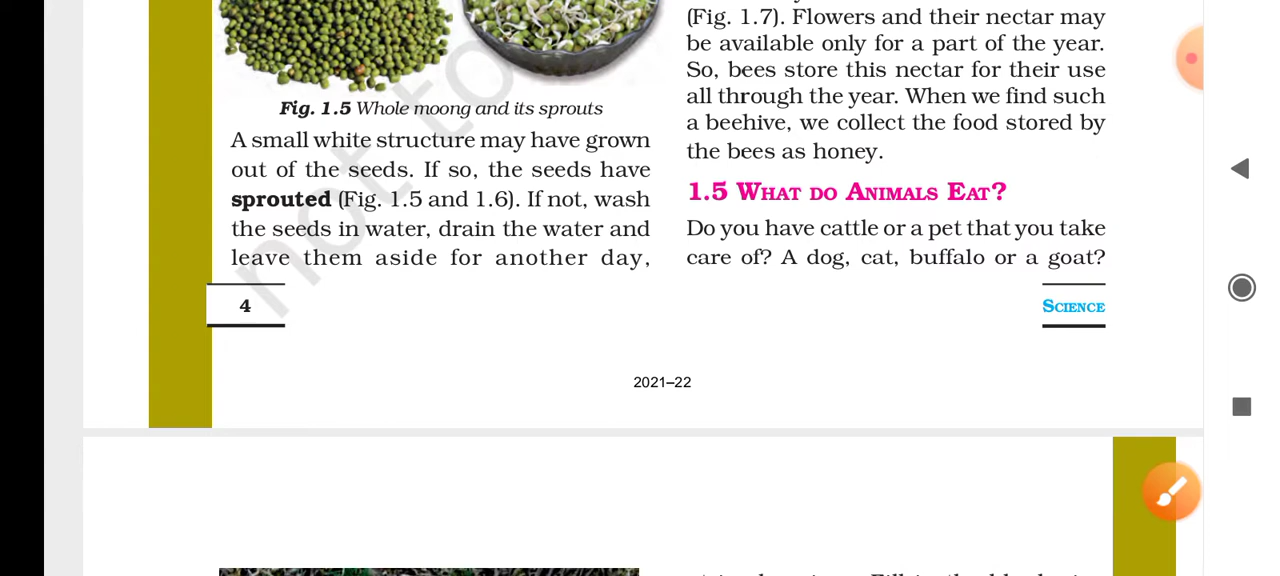 Fig. 1.5 Whole moong and its sprouts
A small white structure may have grown
out of the seeds. If so, the seeds have
sprouted (Fig. 1.5 and 1.6). If not, wash
the seeds in water, drain the water and
leave them aside for another day,
(Fig. 1.7). Flowers and their nectar may
be available only for a part of the year.
So, bees store this nectar for their use
all through the year. When we find such
a beehive, we collect the food stored by
the bees as honey.
1.5 WHAT DO ANIMALS EAT?
Do you have cattle or a pet that you take
care of? A dog, cat, buffalo or a goat?
4
SCIENCE
2021–22
not to